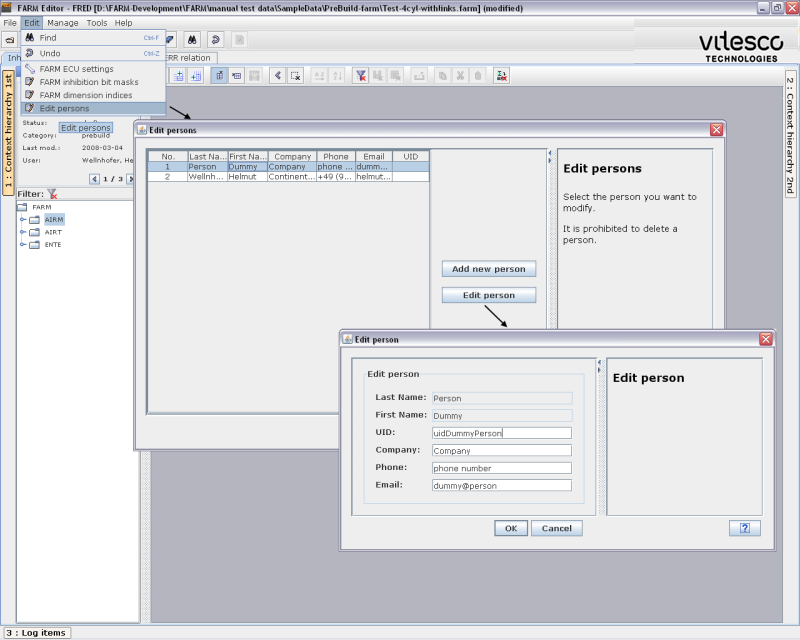 FARM Editor - FRED [D:\FARM-Development\FARM\manual test data\SampleData\PreBuild-farm\Test-4cyl-withlinks.farm] (modified)
File Edit Manage Tools Help
Find Ctrl-F
Undo Ctrl-Z
FARM ECU settings
FARM inhibition bit masks
FARM dimension indices
Edit persons
Edit persons
Inh
ERR relation
vitesco
TECHNOLOGIES
1 : Context hierarchy 1st
2 : Context hierarchy 2nd
Status:
Category: prebuild
Last mod.: 2008-03-04
User: Wellnhofer, He
1 / 3
Filter:
FARM
AIRM
AIRT
ENTE
Edit persons
No. Last Na... First Na... Company Phone Email UID
1 Person Dummy Company phone ... dumm...
2 Wellnh... Helmut Continent... +49 (9... helmut...
Add new person
Edit person
Edit persons
Select the person you want to
modify.
It is prohibited to delete a
person.
Edit person
Edit person
Last Name: Person
First Name: Dummy
UID: uidDummyPerson
Company: Company
Phone: phone number
Email: dummy@person
Edit person
OK Cancel ?
3 : Log items